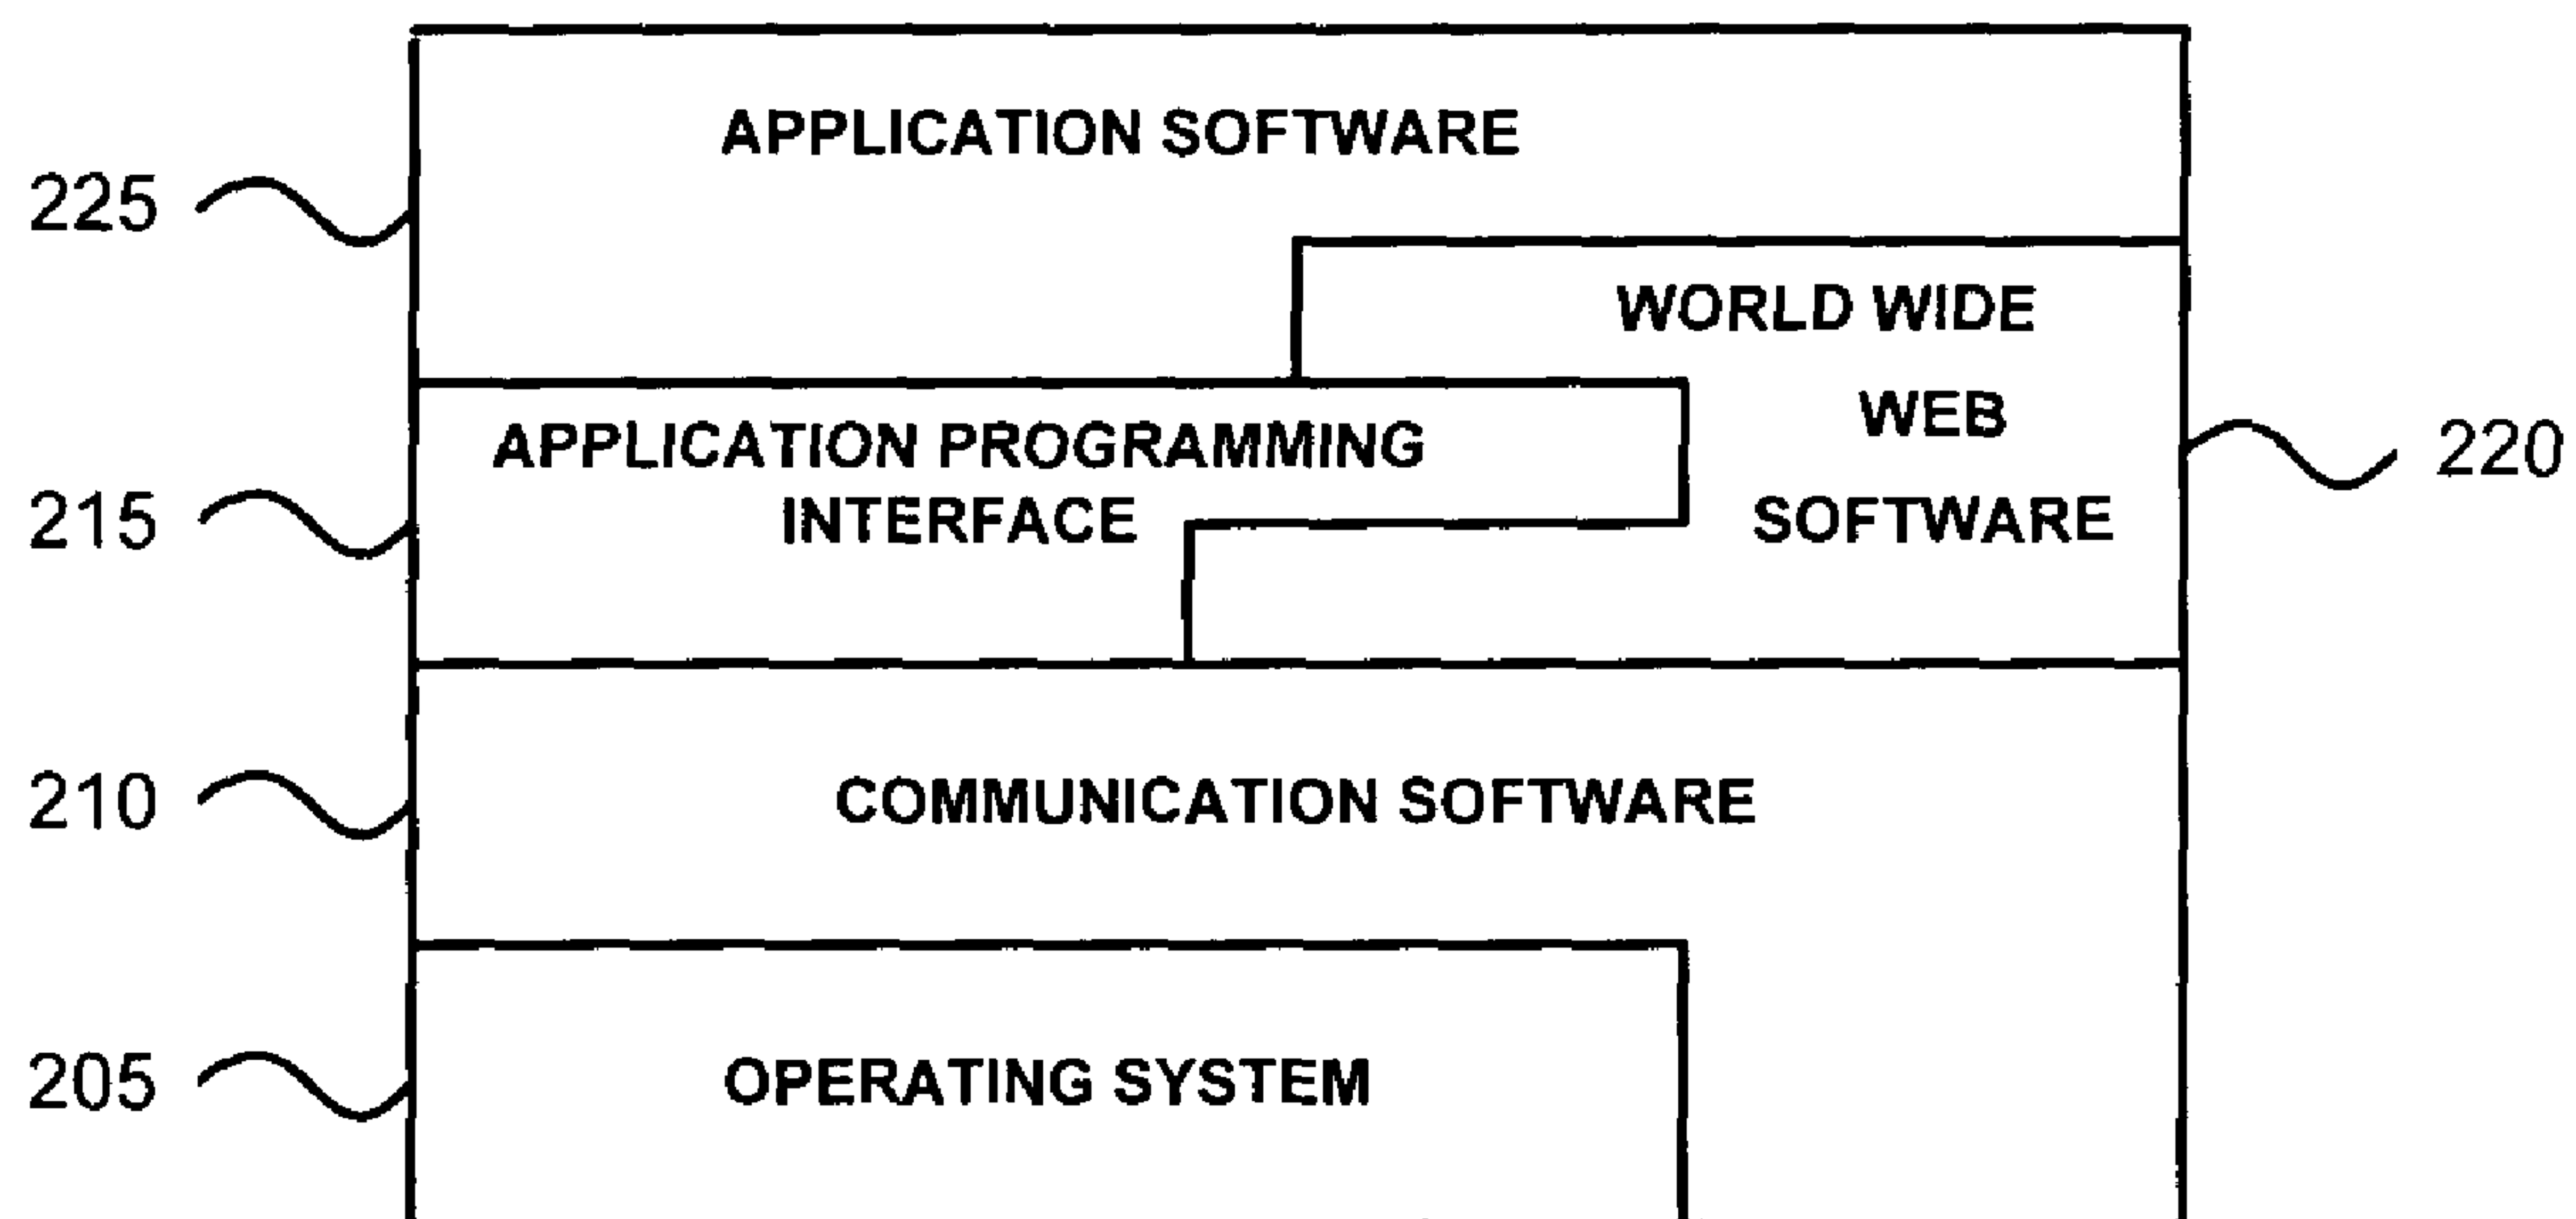 APPLICATION SOFTWARE
225
WORLD WIDE
WEB
SOFTWARE
220
APPLICATION PROGRAMMING
INTERFACE
215
COMMUNICATION SOFTWARE
210
OPERATING SYSTEM
205